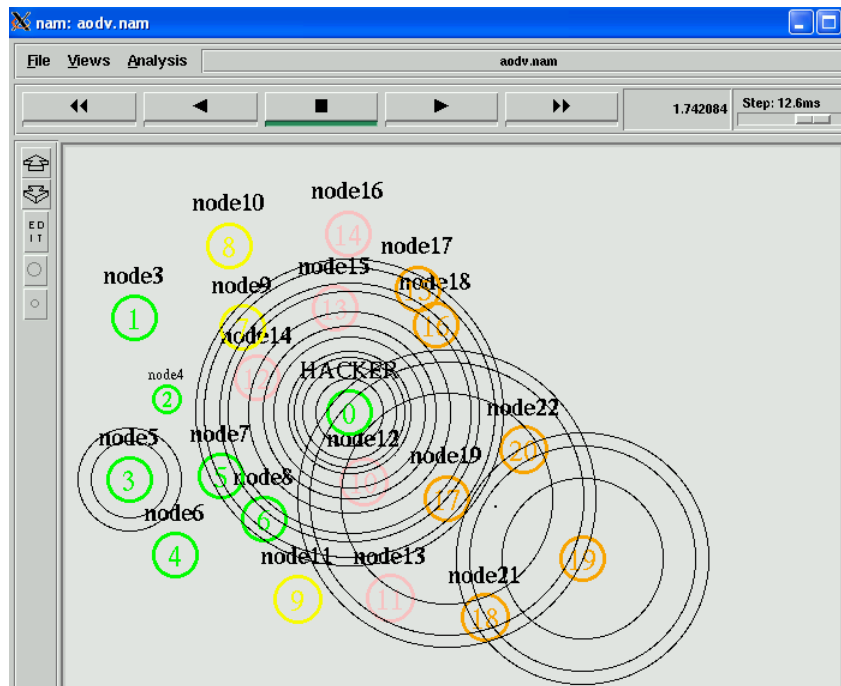 nam: aodv.nam
File Views Analysis aodv.nam
1.742084 Step: 12.6ms
ED
IT
node16
node10
14
node17
8
node15
node3
node9
node18
15
13
1
7
16
node14
HACKER
node4
12
2
0
node22
node5
node7
node12
20
node19
node8
3
5
10
17
node6
6
4
node11
node13
19
node21
9
11
18